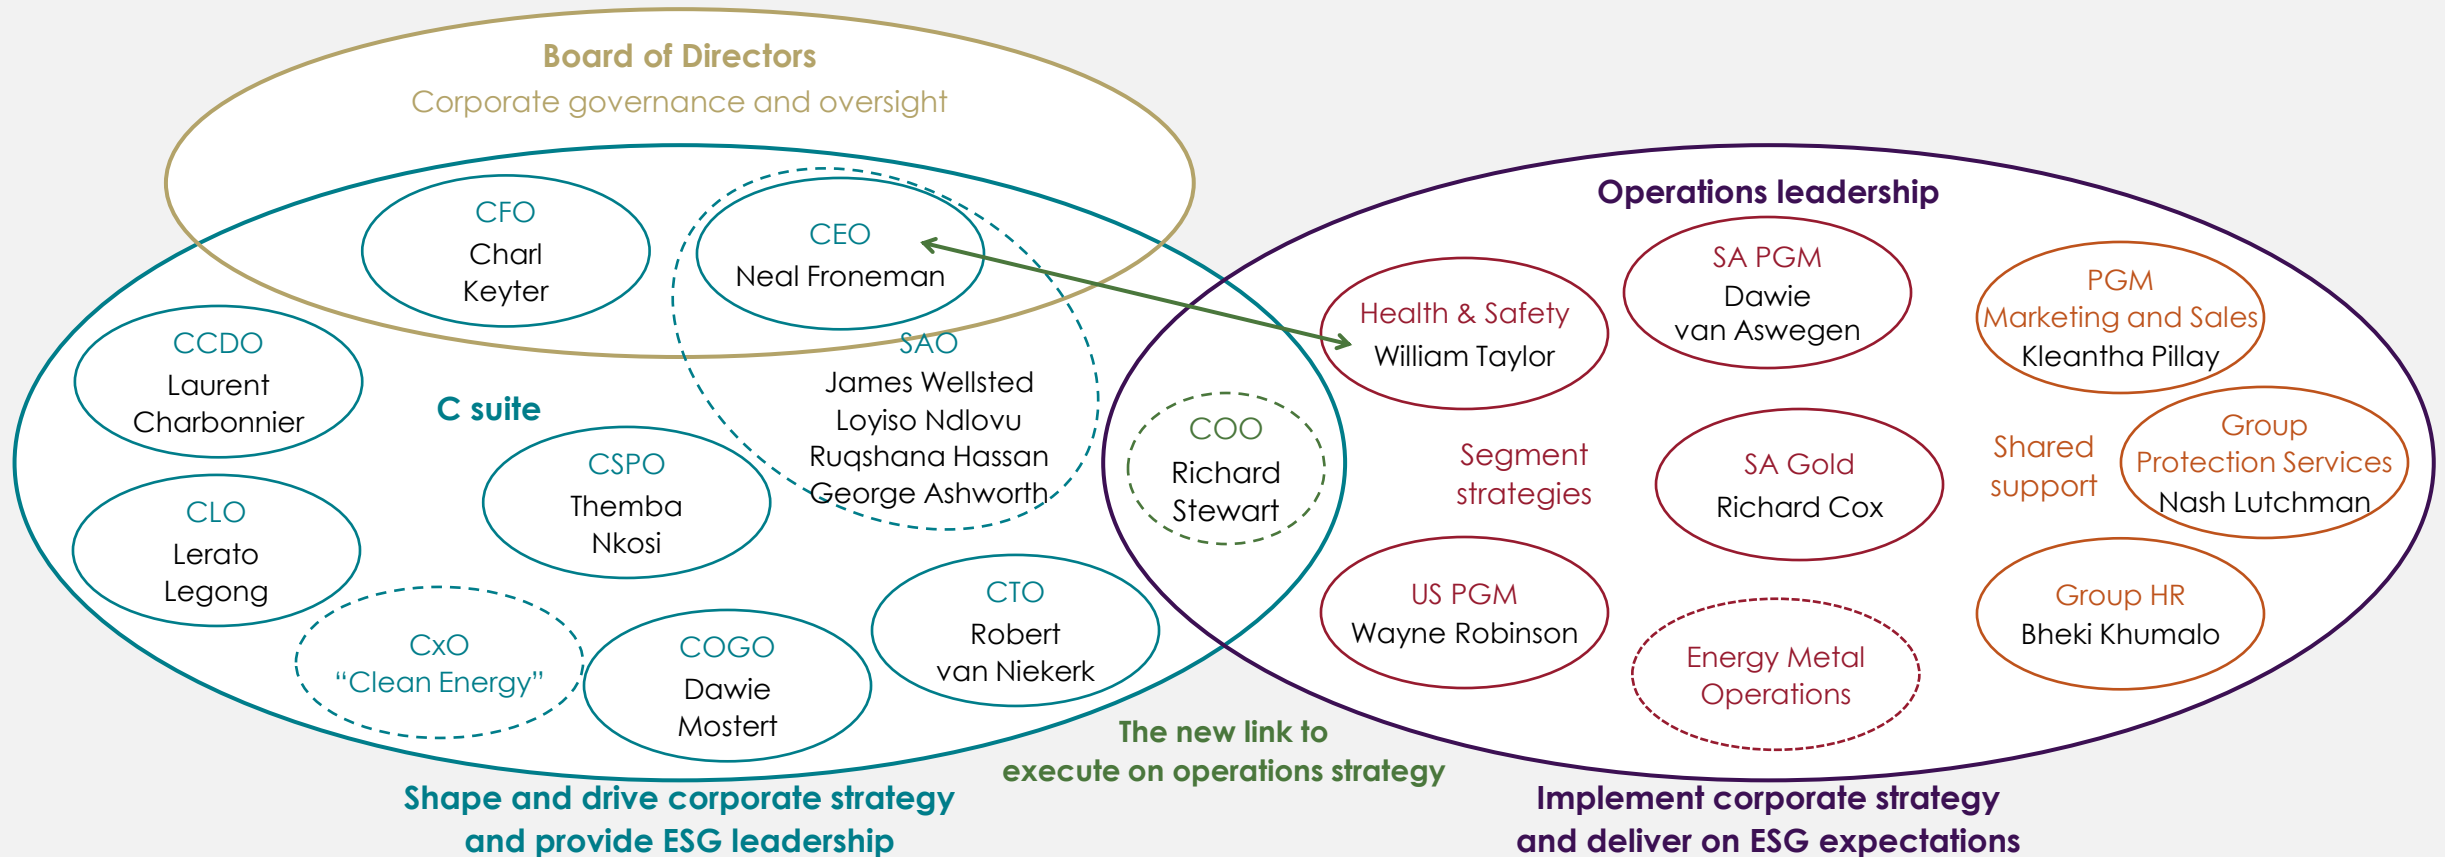 Board of Directors
Corporate governance and oversight
CFO
Charl
Keyter
CEO
Neal Froneman
CCDO
Laurent
Charbonnier
C suite
SAO
James Wellsted
Loyiso Ndlovu
Ruqshana Hassan
George Ashworth
CSPO
Themba
Nkosi
CLO
Lerato
Legong
CxO
“Clean Energy”
COGO
Dawie
Mostert
CTO
Robert
van Niekerk
COO
Richard
Stewart
Shape and drive corporate strategy
and provide ESG leadership
The new link to
execute on operations strategy
Operations leadership
Health & Safety
William Taylor
SA PGM
Dawie
van Aswegen
PGM
Marketing and Sales
Kleantha Pillay
Segment
strategies
SA Gold
Richard Cox
Shared
support
Group
Protection Services
Nash Lutchman
US PGM
Wayne Robinson
Energy Metal
Operations
Group HR
Bheki Khumalo
Implement corporate strategy
and deliver on ESG expectations